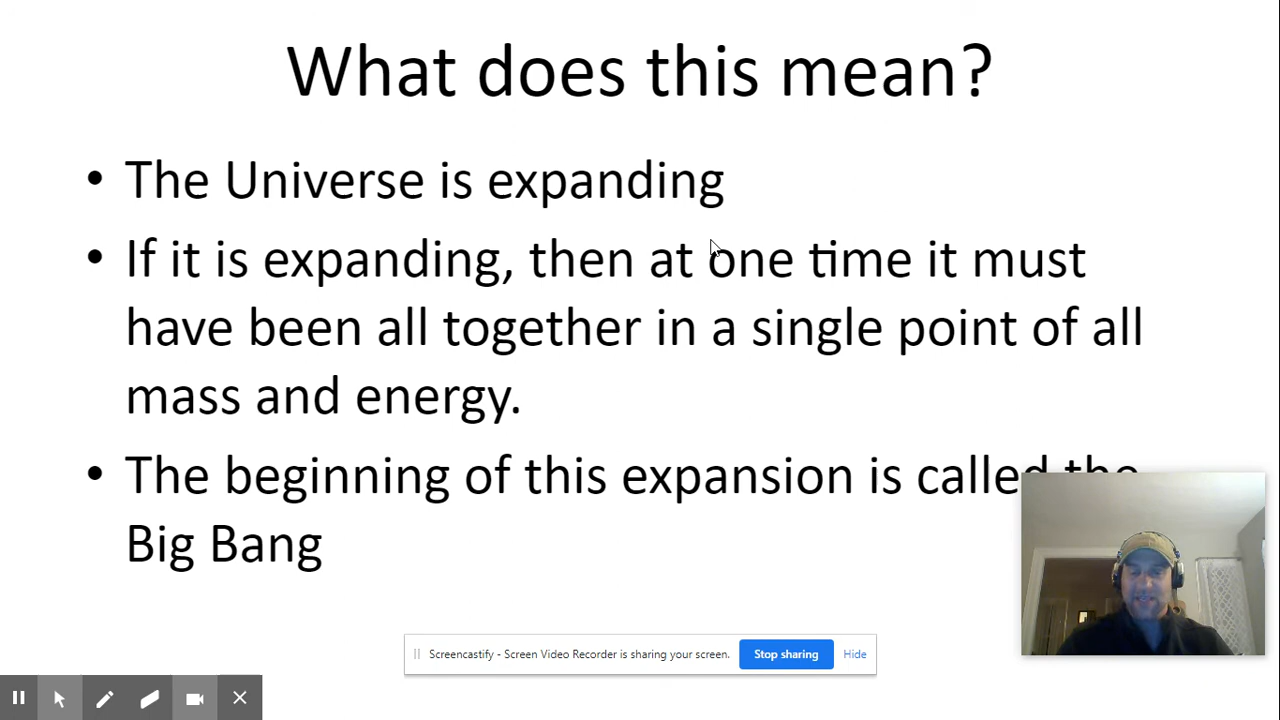 What does this mean?
• The Universe is expanding
• If it is expanding, then at one time it must
have been all together in a single point of all
mass and energy.
• The beginning of this expansion is called the
Big Bang
Screencastify - Screen Video Recorder is sharing your screen. Stop sharing Hide